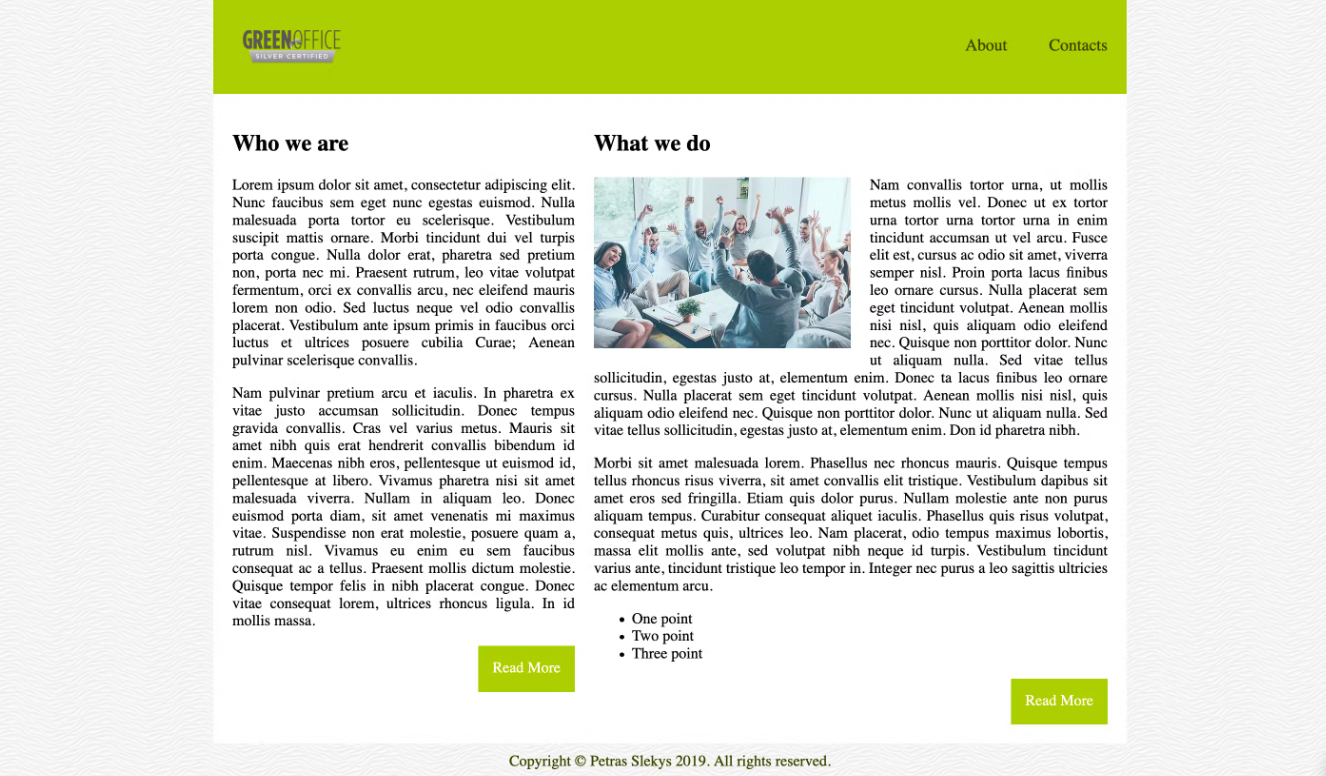 GREEN OFFICE
SILVER CERTIFIED
About
Contacts
Who we are
Lorem ipsum dolor sit amet, consectetur adipiscing elit.
Nunc faucibus sem eget nunc egestas euismod. Nulla
malesuada porta tortor eu scelerisque. Vestibulum
suscipit mattis ornare. Morbi tincidunt dui vel turpis
porta congue. Nulla dolor erat, pharetra sed pretium
non, porta nec mi. Praesent rutrum, leo vitae volutpat
fermentum, orci ex convallis arcu, nec eleifend mauris
lorem non odio. Sed luctus neque vel odio convallis
placerat. Vestibulum ante ipsum primis in faucibus orci
luctus et ultrices posuere cubilia Curae; Aenean
pulvinar scelerisque convallis.
Nam pulvinar pretium arcu et iaculis. In pharetra ex
vitae justo accumsan sollicitudin. Donec tempus
gravida convallis. Cras vel varius metus. Mauris sit
amet nibh quis erat hendrerit convallis bibendum id
enim. Maecenas nibh eros, pellentesque ut euismod id,
pellentesque at libero. Vivamus pharetra nisi sit amet
malesuada viverra. Nullam in aliquam leo. Donec
euismod porta diam, sit amet venenatis mi maximus
vitae. Suspendisse non erat molestie, posuere quam a,
rutrum nisl. Vivamus eu enim eu sem faucibus
consequat ac a tellus. Praesent mollis dictum molestie.
Quisque tempor felis in nibh placerat congue. Donec
vitae consequat lorem, ultrices rhoncus ligula. In id
mollis massa.
Read More
What we do
Nam convallis tortor urna, ut mollis
metus mollis vel. Donec ut ex tortor
urna tortor urna tortor urna in enim
tincidunt accumsan ut vel arcu. Fusce
elit est, cursus ac odio sit amet, viverra
semper nisl. Proin porta lacus finibus
leo ornare cursus. Nulla placerat sem
eget tincidunt volutpat. Aenean mollis
nisi nisl, quis aliquam odio eleifend
nec. Quisque non porttitor dolor. Nunc
ut aliquam nulla. Sed vitae tellus
sollicitudin, egestas justo at, elementum enim. Donec ta lacus finibus leo ornare
cursus. Nulla placerat sem eget tincidunt volutpat. Aenean mollis nisi nisl, quis
aliquam odio eleifend nec. Quisque non porttitor dolor. Nunc ut aliquam nulla. Sed
vitae tellus sollicitudin, egestas justo at, elementum enim. Don id pharetra nibh.
Morbi sit amet malesuada lorem. Phasellus nec rhoncus mauris. Quisque tempus
tellus rhoncus risus viverra, sit amet convallis elit tristique. Vestibulum dapibus sit
amet eros sed fringilla. Etiam quis dolor purus. Nullam molestie ante non purus
aliquam tempus. Curabitur consequat aliquet iaculis. Phasellus quis risus volutpat,
consequat metus quis, ultrices leo. Nam placerat, odio tempus maximus lobortis,
massa elit mollis ante, sed volutpat nibh neque id turpis. Vestibulum tincidunt
varius ante, tincidunt tristique leo tempor in. Integer nec purus a leo sagittis ultricies
ac elementum arcu.
• One point
• Two point
• Three point
Read More
Copyright © Petras Slekys 2019. All rights reserved.